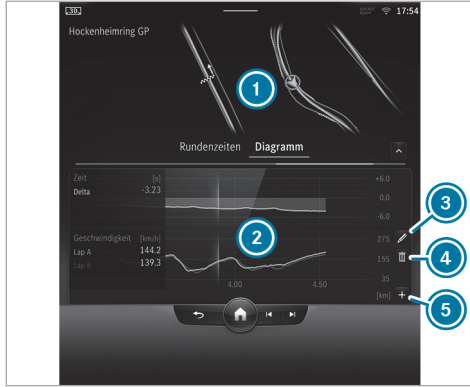 3D
17:54
Hockenheimring GP
1
Rundenzeiten Diagramm
Zeit [s] +6.0
Delta -3.23
0.0
-6.0
3
2
Geschwindigkeit [km/h] 275
Lap A 144.2
155
4
Lap B 139.3
35
4.00 4.50
[km] +
5